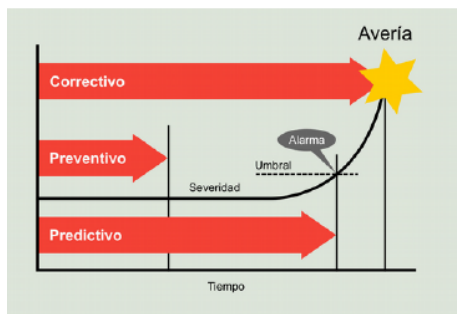 Avería
Correctivo
Alarma
Preventivo
Umbral
Severidad
Predictivo
Tiempo